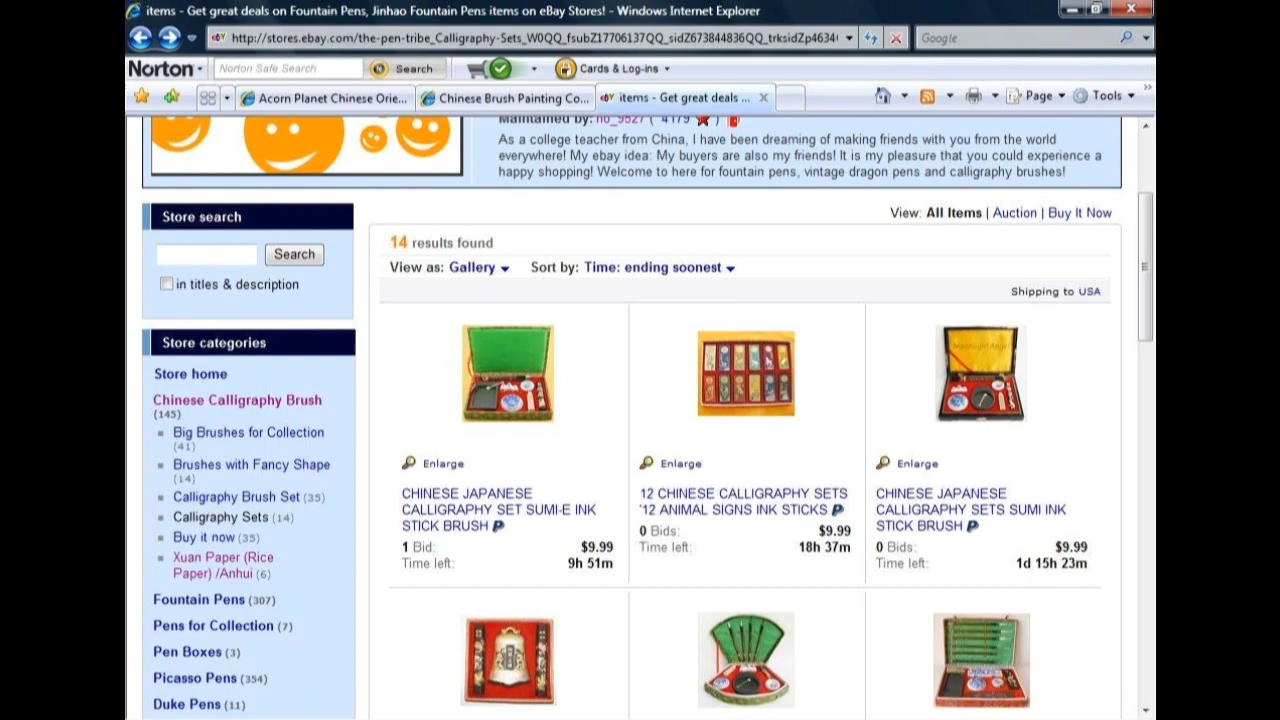 items - Get great deals on Fountain Pens, Jinhao Fountain Pens items on eBay Stores! - Windows Internet Explorer
http://stores.ebay.com/the-pen-tribe_Calligraphy-Sets_W0QQ_fsubZ17706137QQ_sidZ673844836QQ_trksidZp4634
Google
Norton
Norton Safe Search
Search
Cards & Log-ins
Acorn Planet Chinese Orie...
Chinese Brush Painting Co...
items - Get great deals ...
Page
Tools
Maintained by: no_9527 ( 4179 )
As a college teacher from China, I have been dreaming of making friends with you from the world
everywhere! My ebay idea: My buyers are also my friends! It is my pleasure that you could experience a
happy shopping! Welcome to here for fountain pens, vintage dragon pens and calligraphy brushes!
Store search
Search
in titles & description
Store categories
Store home
Chinese Calligraphy Brush
(145)
Big Brushes for Collection
(41)
Brushes with Fancy Shape
(14)
Calligraphy Brush Set (35)
Calligraphy Sets (14)
Buy it now (35)
Xuan Paper (Rice
Paper) /Anhui (6)
Fountain Pens (307)
Pens for Collection (7)
Pen Boxes (3)
Picasso Pens (354)
Duke Pens (11)
View: All Items | Auction | Buy It Now
14 results found
View as: Gallery Sort by: Time: ending soonest
Shipping to USA
Enlarge
CHINESE JAPANESE
CALLIGRAPHY SET SUMI-E INK
STICK BRUSH
1 Bid: $9.99
Time left: 9h 51m
Enlarge
12 CHINESE CALLIGRAPHY SETS
'12 ANIMAL SIGNS INK STICKS
0 Bids: $9.99
Time left: 18h 37m
Enlarge
CHINESE JAPANESE
CALLIGRAPHY SETS SUMI INK
STICK BRUSH
0 Bids: $9.99
Time left: 1d 15h 23m